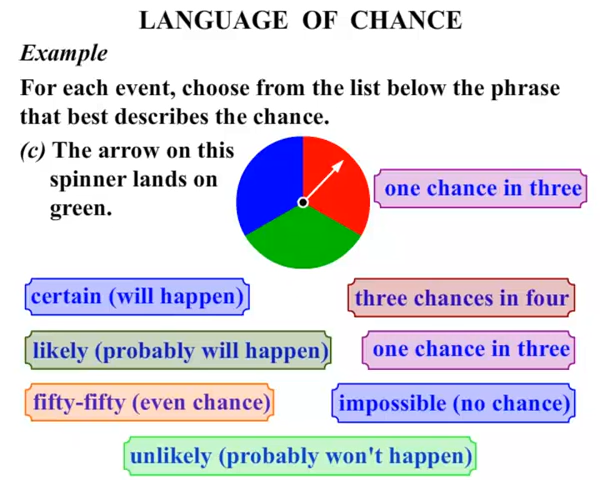 LANGUAGE OF CHANCE
Example
For each event, choose from the list below the phrase
that best describes the chance.
(c) The arrow on this
spinner lands on
green.
one chance in three
certain (will happen)
three chances in four
likely (probably will happen)
one chance in three
fifty-fifty (even chance)
impossible (no chance)
unlikely (probably won't happen)